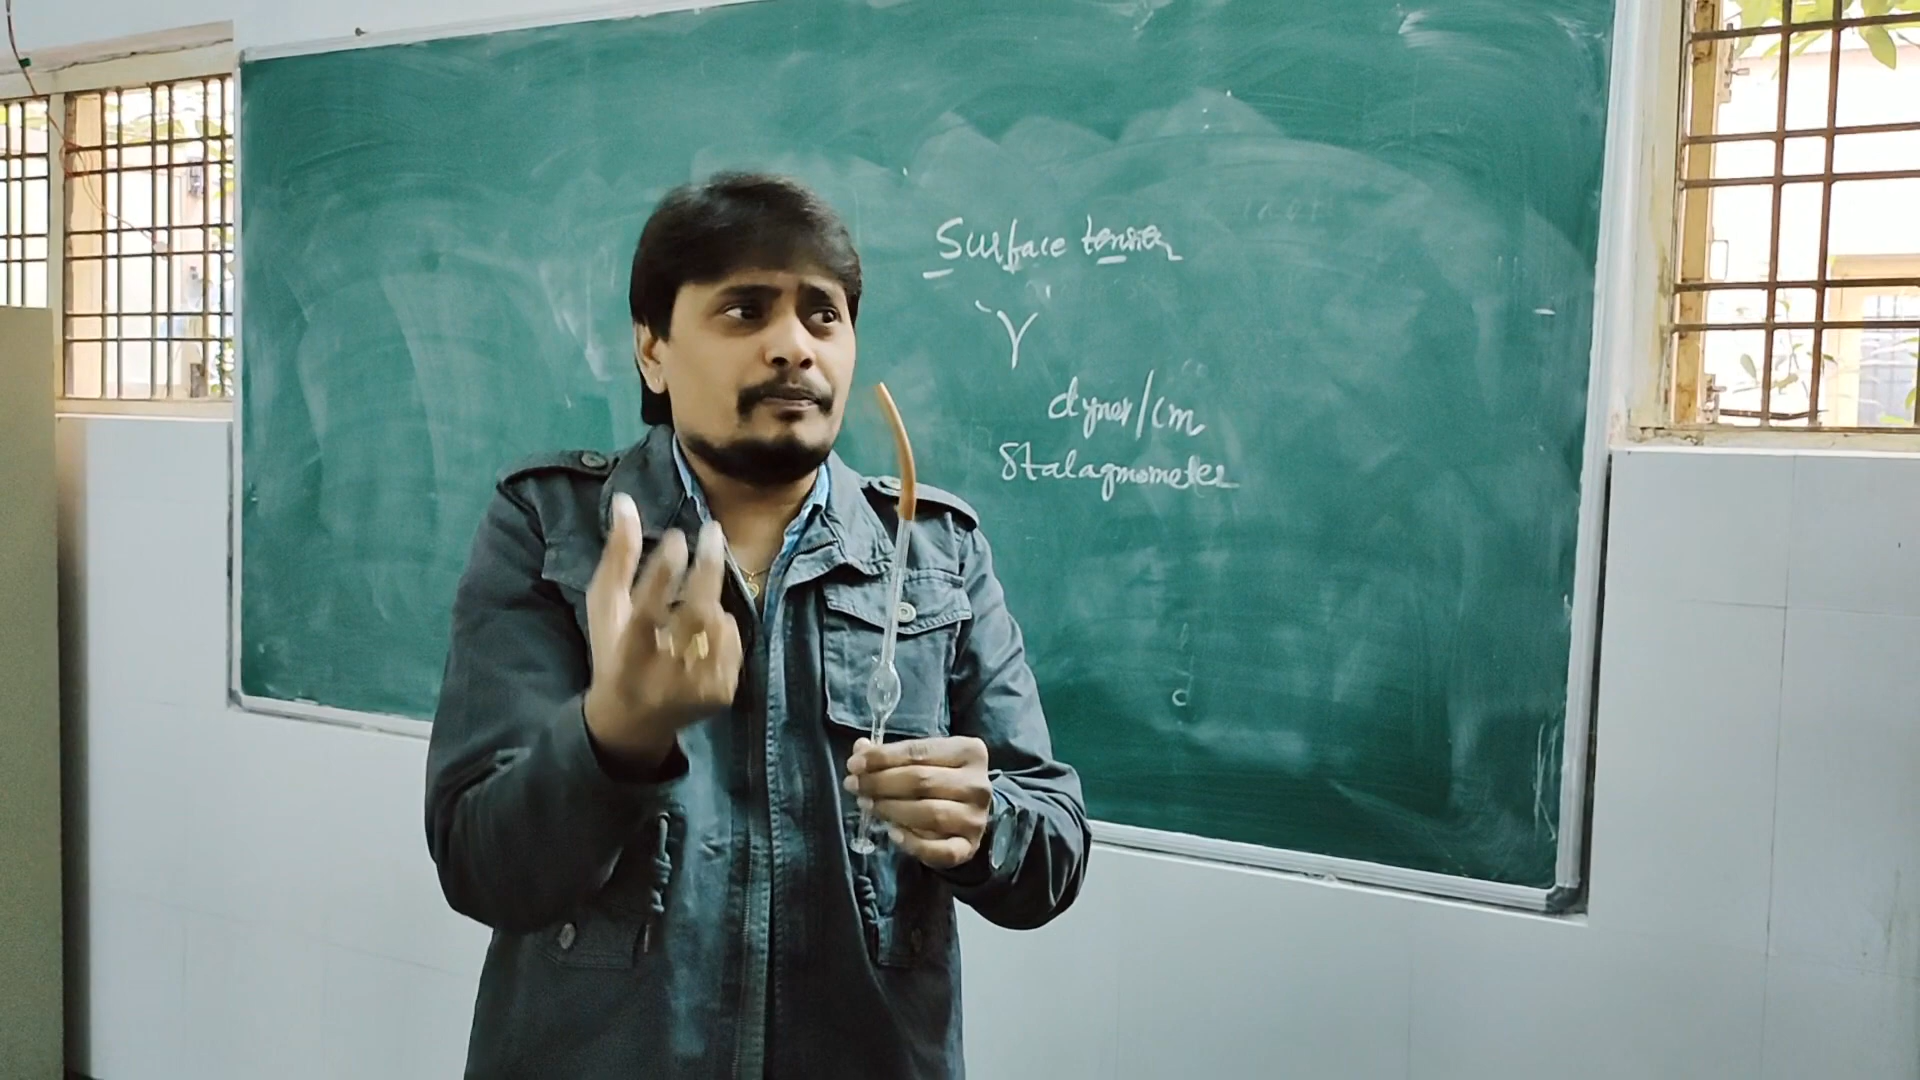 Surface tension
γ
dynes/cm
Stalagmometer